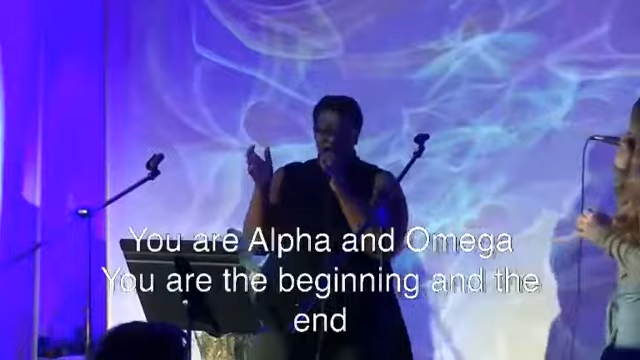 You are Alpha and Omega
You are the beginning and the
end